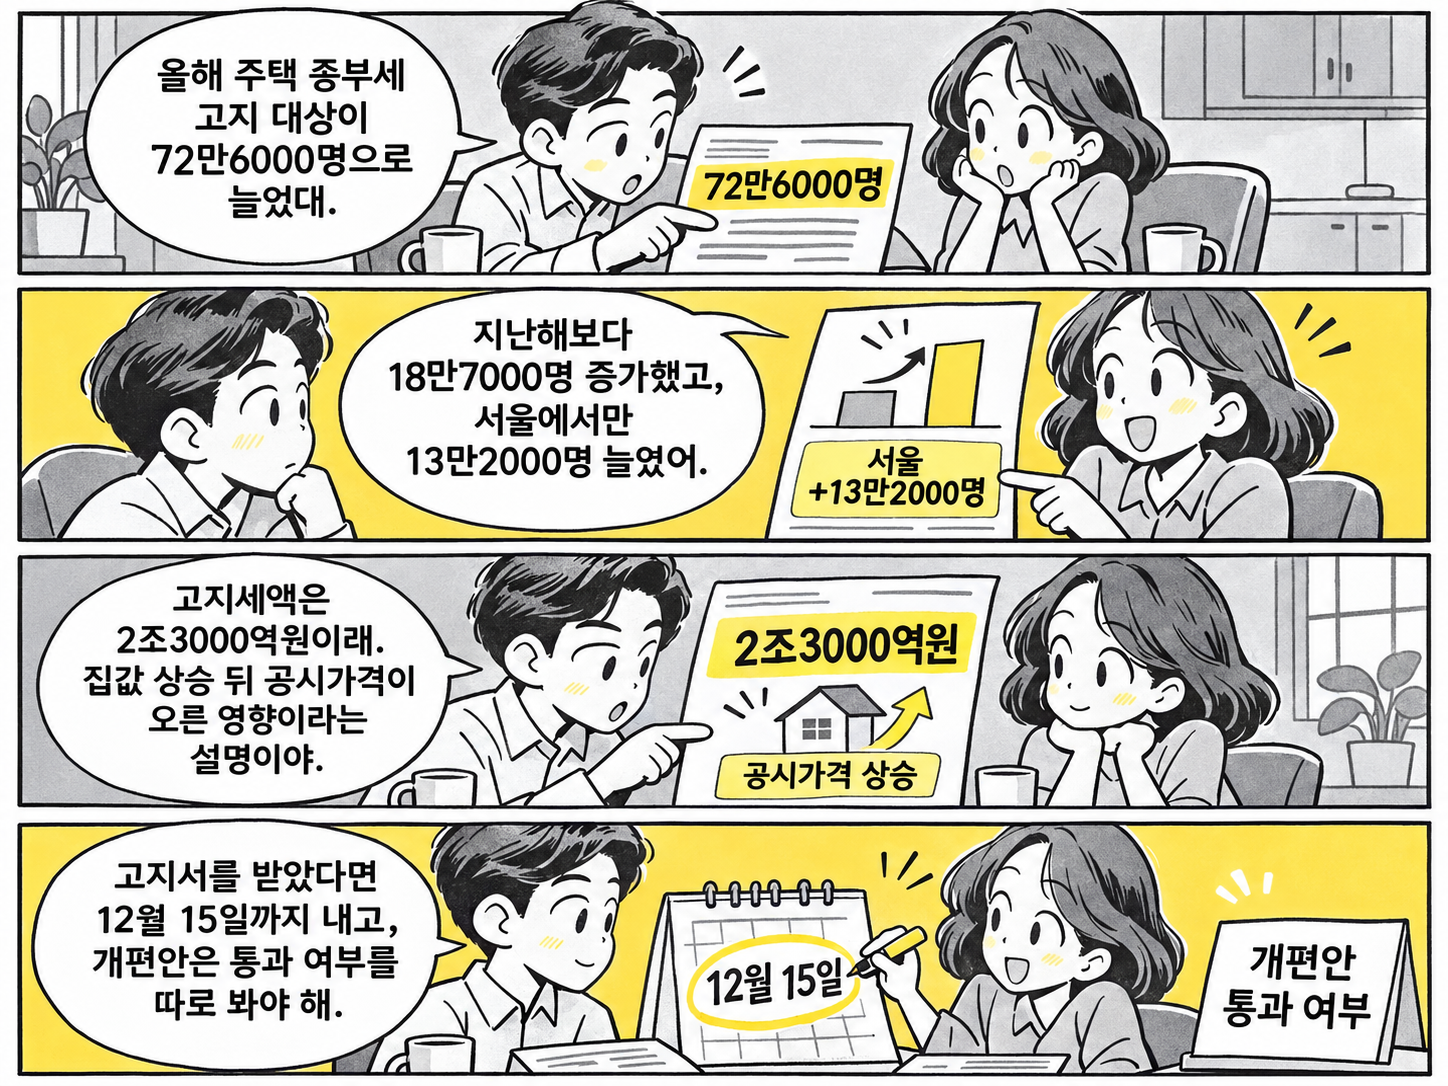 올해 주택 종부세
고지 대상이
72만6000명으로
늘었대.
72만6000명
지난해보다
18만7000명 증가했고,
서울에서만
13만2000명 늘였어.
서울
+13만2000명
고지세액은
2조3000억원이래.
집값 상승 뒤 공시가격이
오른 영향이라는
설명이야.
2조3000억원
공시가격 상승
고지서를 받았다면
12월 15일까지 내고,
개편안은 통과 여부를
따로 봐야 해.
12월 15일
개편안
통과 여부